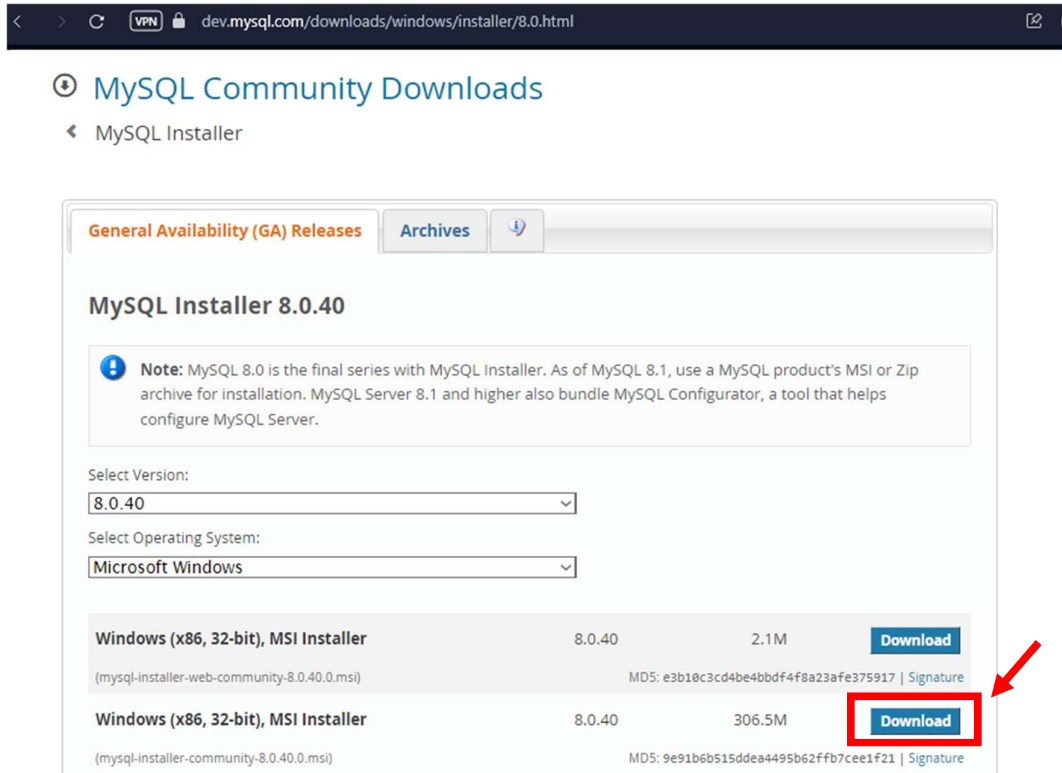 VPN dev.mysql.com/downloads/windows/installer/8.0.html
MySQL Community Downloads
MySQL Installer
General Availability (GA) Releases Archives
MySQL Installer 8.0.40
Note: MySQL 8.0 is the final series with MySQL Installer. As of MySQL 8.1, use a MySQL product's MSI or Zip
archive for installation. MySQL Server 8.1 and higher also bundle MySQL Configurator, a tool that helps
configure MySQL Server.
Select Version:
8.0.40
Select Operating System:
Microsoft Windows
Windows (x86, 32-bit), MSI Installer 8.0.40 2.1M Download
(mysql-installer-web-community-8.0.40.0.msi) MD5: e3b10c3cd4be4bbdf4f8a23afe375917 | Signature
Windows (x86, 32-bit), MSI Installer 8.0.40 306.5M Download
(mysql-installer-community-8.0.40.0.msi) MD5: 9e91b6b515ddea4495b62ffb7cee1f21 | Signature